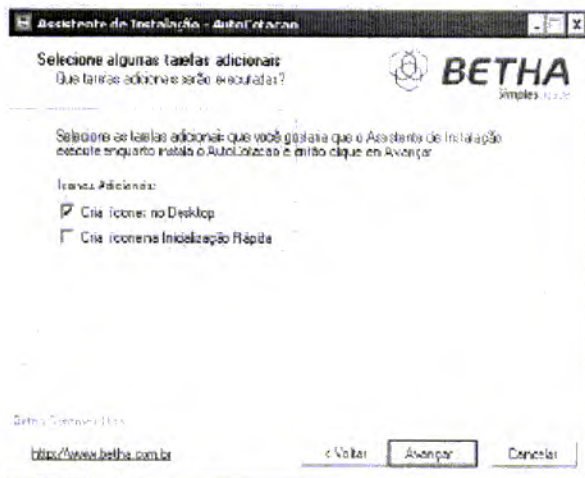 Assistente de Instalação - AutoCotacao
Selecione algumas tarefas adicionais
Que tarefas adicionais serão executadas?
BETHA
Simples
Selecione as tarefas adicionais que você gostaria que o Assistente de Instalação
execute enquanto instala o AutoCotacao e então clique em Avançar
Ícones Adicionais:
Cria ícones no Desktop
Cria ícone na Inicialização Rápida
http://www.betha.com.br
< Voltar
Avançar
Cancelar